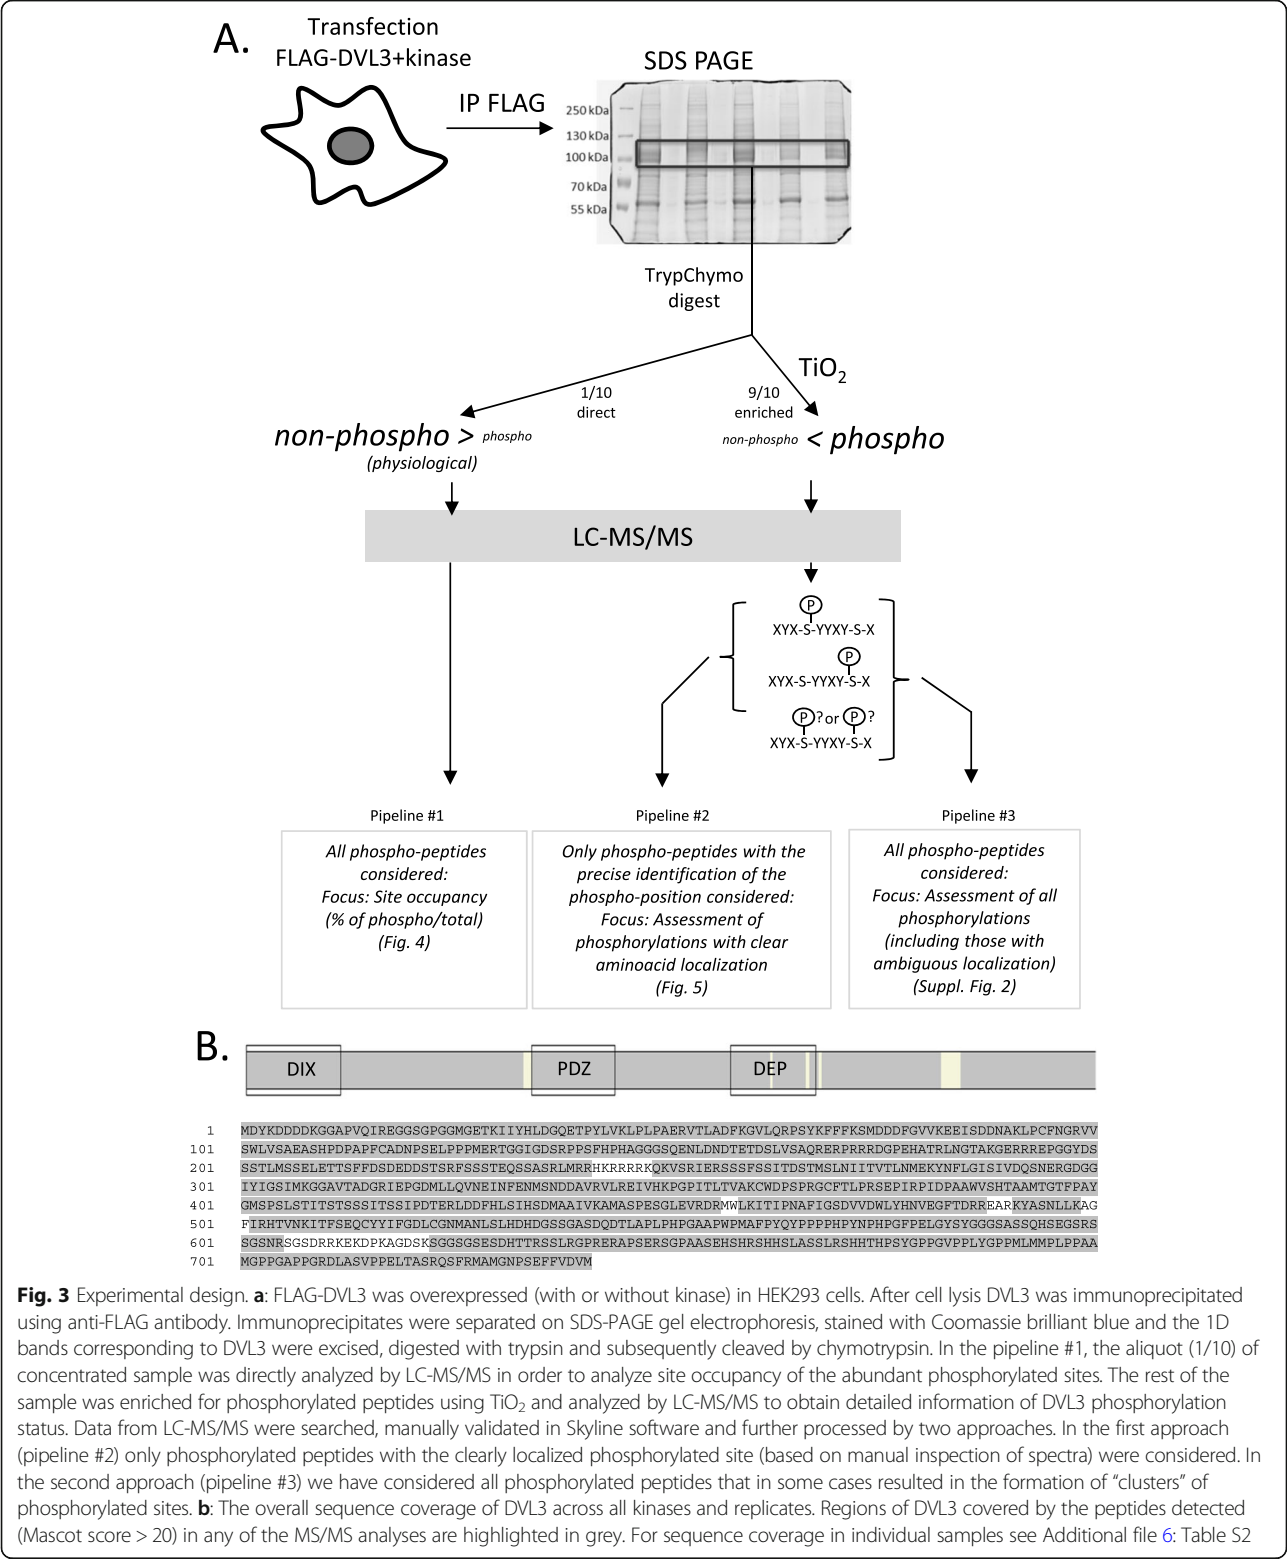 A.
Transfection
FLAG-DVL3+kinase
IP FLAG
SDS PAGE
250 kDa
130 kDa
100 kDa
70 kDa
55 kDa
TrypChymo
digest
TiO2
1/10
direct
9/10
enriched
non-phospho > phospho
(physiological)
non-phospho < phospho
LC-MS/MS
P
XYX-S-YYXY-S-X
P
XYX-S-YYXY-S-X
P ? or P ?
XYX-S-YYXY-S-X
Pipeline #1
All phospho-peptides
considered:
Focus: Site occupancy
(% of phospho/total)
(Fig. 4)
Pipeline #2
Only phospho-peptides with the
precise identification of the
phospho-position considered:
Focus: Assessment of
phosphorylations with clear
aminoacid localization
(Fig. 5)
Pipeline #3
All phospho-peptides
considered:
Focus: Assessment of all
phosphorylations
(including those with
ambiguous localization)
(Suppl. Fig. 2)
B.
DIX PDZ DEP
1 MDYKDDDDKGGAPVQIREGGSGPGGMGETKIIYHLDGQETPYLVKLPLPAERVTLADFKGVLQRPSYKFFFKSMDDDFGVVKEEISDDNAKLPCFNGRVV
101 SWLVSAEASHPDPAPFCADNPSELPPPMERTGGIGDSRPPSFHPHAGGGSQENLDNDTETDSLVSAQRERPRRRDGPEHATRLNGTAKGERRREPGGYDS
201 SSTLMSSELETTSFFDSDEDDSTSRFSSSTEQSSASRLMRRHKRRRRKQKVSRIERSSSFSSITDSTMSLNIITVTLNMEKYNFLGISIVDQSNERGDGG
301 IYIGSIMKGGAVTADGRIEPGDMLLQVNEINFENMSNDDAVRVLREIVHKPGPITLTVAKCWDPSPRGCFTLPRSEPIRPIDPAAWVSHTAAMTGTFPAY
401 GMSPSLSTITSTSSSITSSIPDTERLDDFHLSIHSDMAAIVKAMASPESGLEVRDRMWLKITIPNAFIGSDVVDWLYHNVEGFTDRREARKYASNLLKAG
501 FIRHTVNKITFSEQCYYIFGDLCGNMANLSLHDHDGSSGASDQDTLAPLPHPGAAPWPMAFPYQYPPPPHPYNPHPGFPELGYSYGGGSASSQHSEGSRS
601 SGSNRSGSDRRKEKDPKAGDSKSGGSGSESDHTTRSSLRGPRERAPSERSGPAASEHSHRSHHSLASSLRSHHTHPSYGPPGVPPLYGPPMLMMPLPPAA
701 MGPPGAPPGRDLASVPPELTASRQSFRMAMGNPSEFFVDVM
Fig. 3 Experimental design. a: FLAG-DVL3 was overexpressed (with or without kinase) in HEK293 cells. After cell lysis DVL3 was immunoprecipitated
using anti-FLAG antibody. Immunoprecipitates were separated on SDS-PAGE gel electrophoresis, stained with Coomassie brilliant blue and the 1D
bands corresponding to DVL3 were excised, digested with trypsin and subsequently cleaved by chymotrypsin. In the pipeline #1, the aliquot (1/10) of
concentrated sample was directly analyzed by LC-MS/MS in order to analyze site occupancy of the abundant phosphorylated sites. The rest of the
sample was enriched for phosphorylated peptides using TiO2 and analyzed by LC-MS/MS to obtain detailed information of DVL3 phosphorylation
status. Data from LC-MS/MS were searched, manually validated in Skyline software and further processed by two approaches. In the first approach
(pipeline #2) only phosphorylated peptides with the clearly localized phosphorylated site (based on manual inspection of spectra) were considered. In
the second approach (pipeline #3) we have considered all phosphorylated peptides that in some cases resulted in the formation of “clusters” of
phosphorylated sites. b: The overall sequence coverage of DVL3 across all kinases and replicates. Regions of DVL3 covered by the peptides detected
(Mascot score > 20) in any of the MS/MS analyses are highlighted in grey. For sequence coverage in individual samples see Additional file 6: Table S2